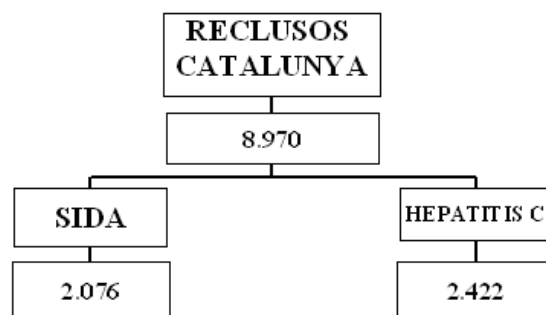 RECLUSOS
CATALUNYA
8.970
SIDA
HEPATITIS C
2.076
2.422